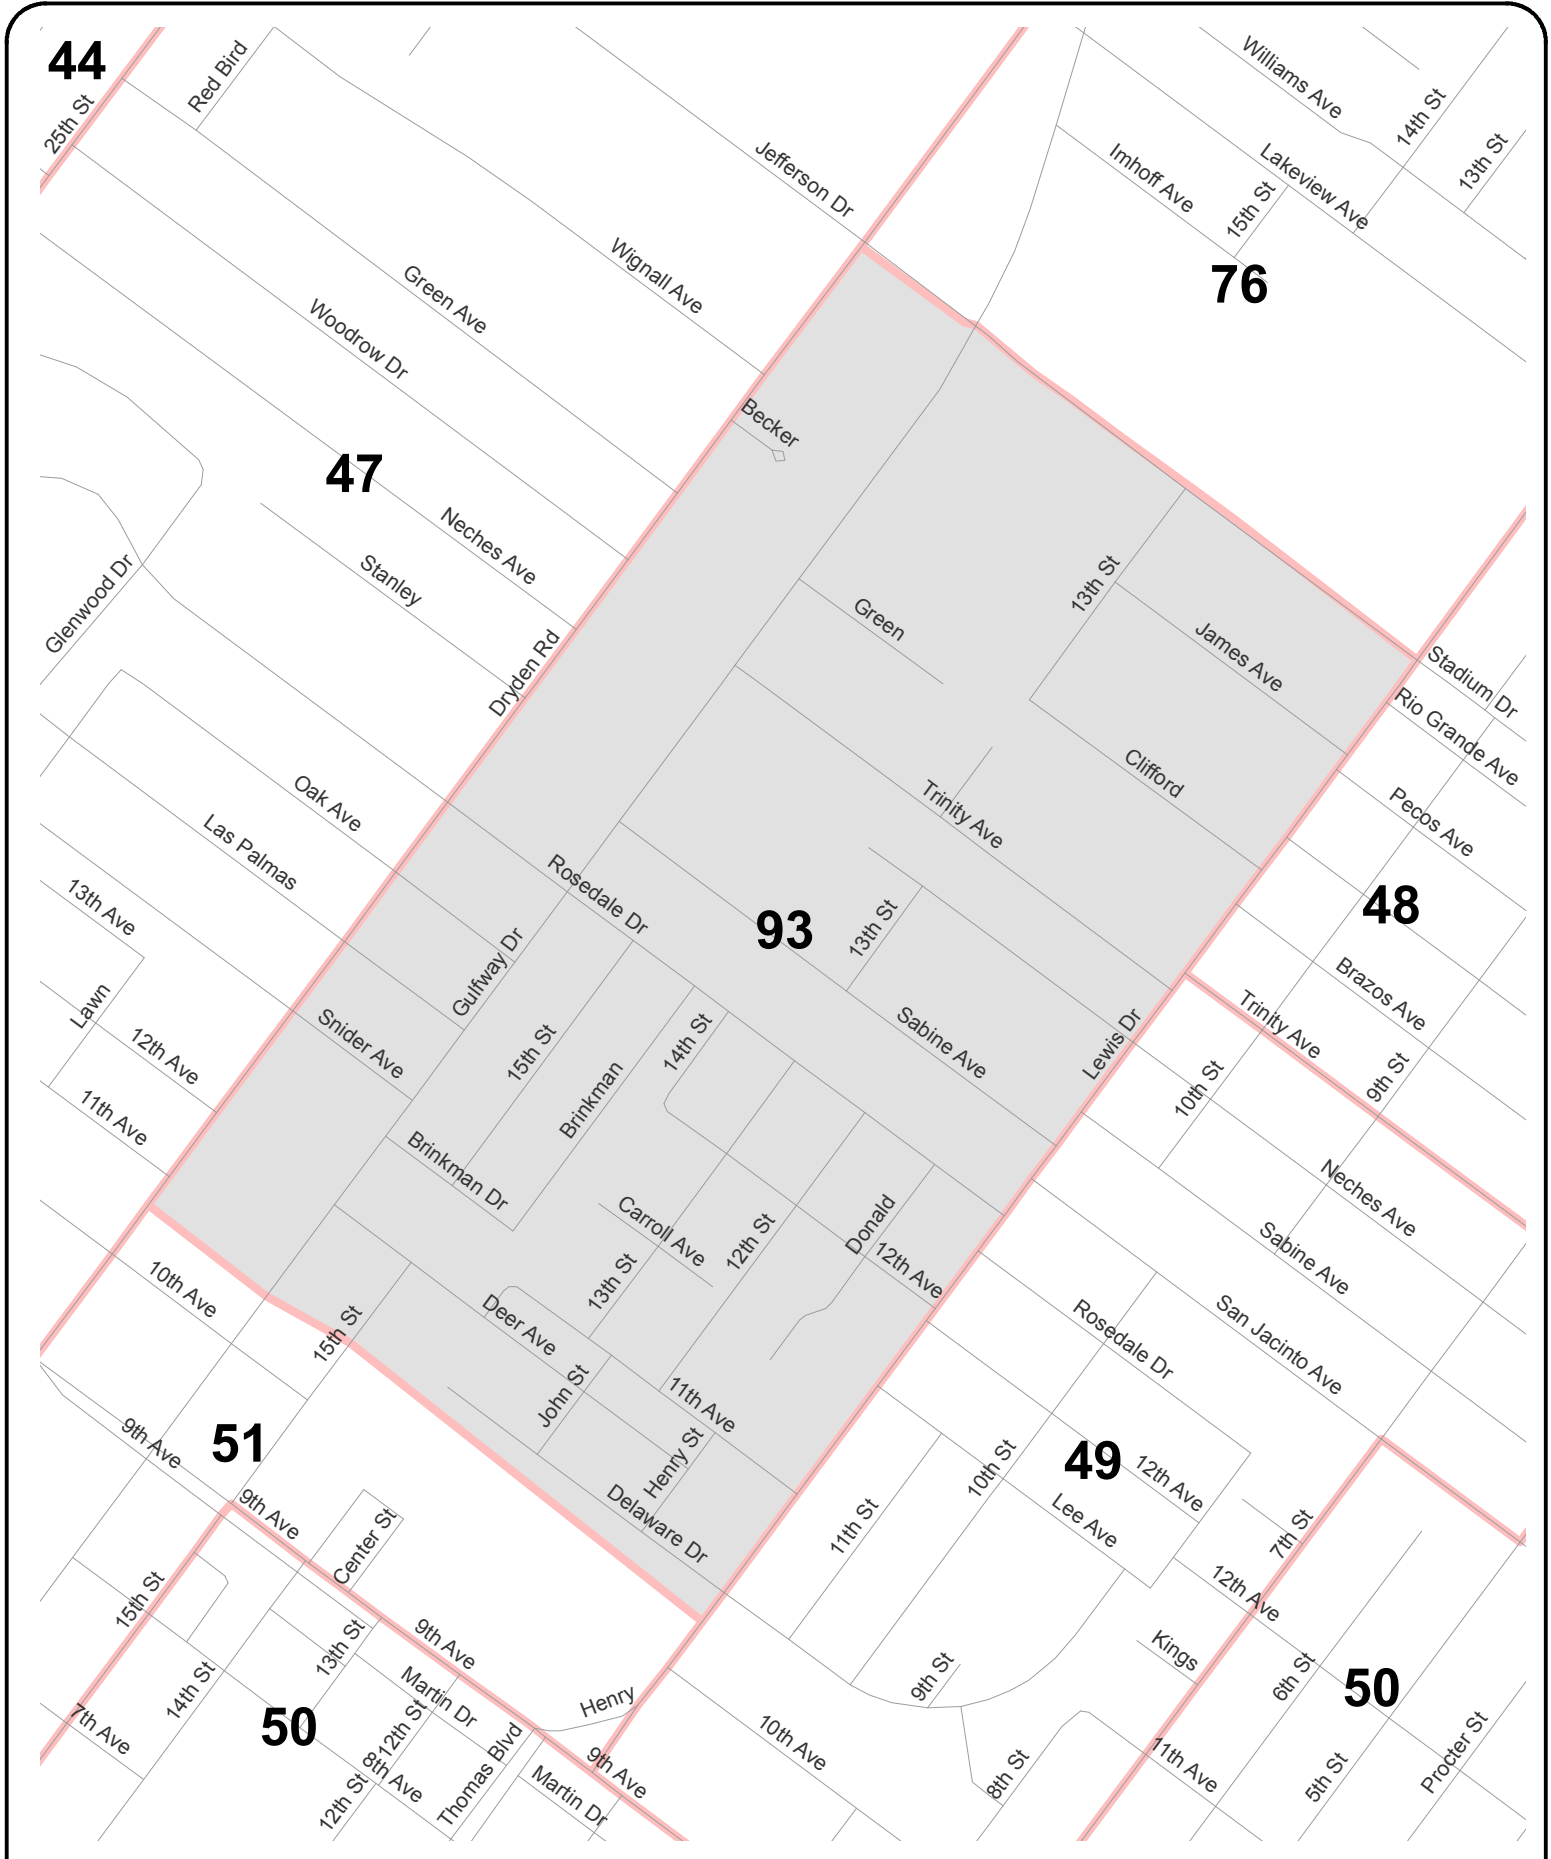 44
25th St
Red Bird
Williams Ave
14th St
13th St
Jefferson Dr
Imhoff Ave
Lakeview Ave
15th St
76
Wignall Ave
Green Ave
Woodrow Dr
Becker
47
Neches Ave
Stanley
Glenwood Dr
Dryden Rd
Green
13th St
James Ave
Stadium Dr
Rio Grande Ave
Clifford
Pecos Ave
Trinity Ave
Oak Ave
Las Palmas
Rosedale Dr
93
13th St
48
13th Ave
Gulfway Dr
Brazos Ave
Lawn
Snider Ave
12th Ave
15th St
14th St
Sabine Ave
Lewis Dr
Trinity Ave
10th St
9th St
11th Ave
Brinkman
Brinkman Dr
Carroll Ave
12th St
Donald
12th Ave
Neches Ave
Sabine Ave
10th Ave
13th St
15th St
Deer Ave
Rosedale Dr
San Jacinto Ave
John St
11th Ave
9th Ave
51
Henry St
10th St
49
12th Ave
9th Ave
Delaware Dr
11th St
Lee Ave
7th St
Center St
15th St
12th Ave
13th St
9th Ave
14th St
Martin Dr
Kings
9th St
6th St
50
50
7th Ave
12th St
Henry
10th Ave
8th Ave
Thomas Blvd
9th Ave
12th St
Martin Dr
8th St
11th Ave
5th St
Procter St